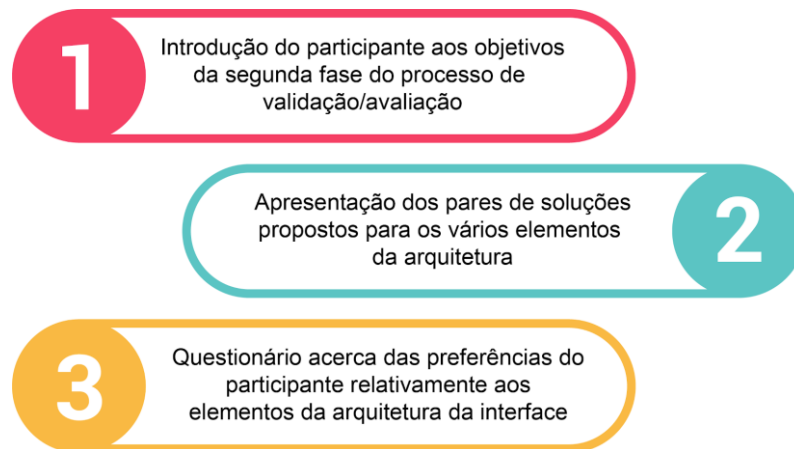 1
Introdução do participante aos objetivos
da segunda fase do processo de
validação/avaliação
Apresentação dos pares de soluções
propostos para os vários elementos
da arquitetura
2
3
Questionário acerca das preferências do
participante relativamente aos
elementos da arquitetura da interface